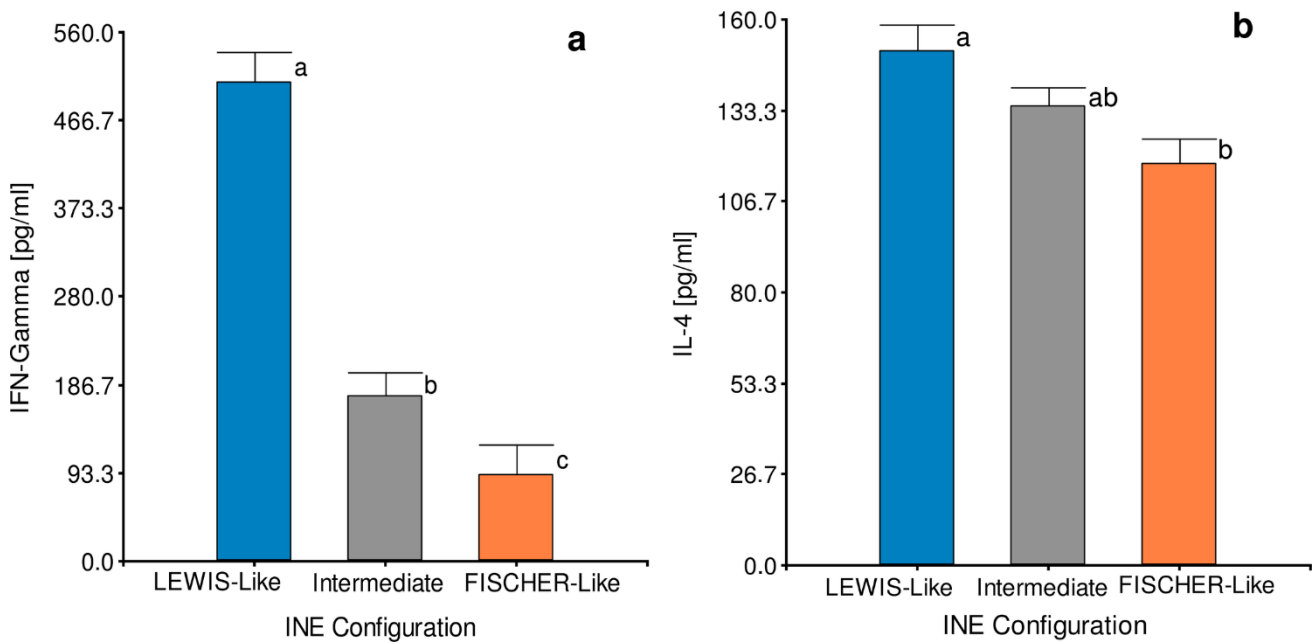 a
IFN-Gamma [pg/ml]
560.0
466.7
373.3
280.0
186.7
93.3
0.0
a
b
c
LEWIS-Like
Intermediate
FISCHER-Like
INE Configuration
b
IL-4 [pg/ml]
160.0
133.3
106.7
80.0
53.3
26.7
0.0
a
ab
b
LEWIS-Like
Intermediate
FISCHER-Like
INE Configuration